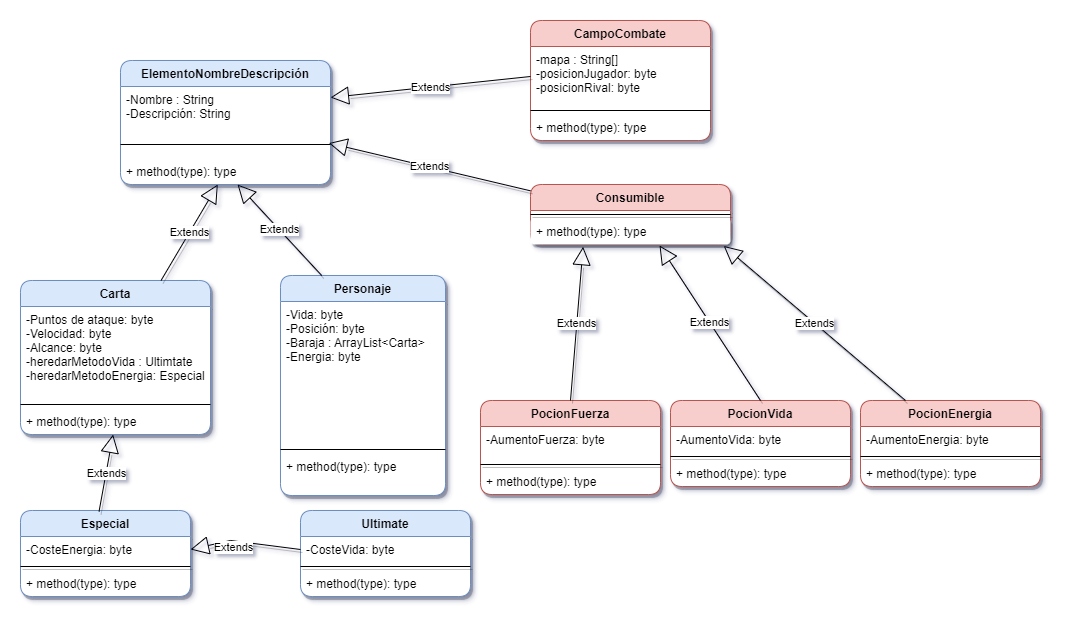 CampoCombate
-mapa : String[]
-posicionJugador: byte
-posicionRival: byte
+ method(type): type
ElementoNombreDescripción
-Nombre : String
-Descripción: String
+ method(type): type
Extends
Extends
Consumible
+ method(type): type
Extends
Extends
Carta
-Puntos de ataque: byte
-Velocidad: byte
-Alcance: byte
-heredarMetodoVida : Ultimtate
-heredarMetodoEnergia: Especial
+ method(type): type
Personaje
-Vida: byte
-Posición: byte
-Baraja : ArrayList<Carta>
-Energia: byte
+ method(type): type
Extends
Extends
Extends
PocionFuerza
-AumentoFuerza: byte
+ method(type): type
PocionVida
-AumentoVida: byte
+ method(type): type
PocionEnergia
-AumentoEnergia: byte
+ method(type): type
Extends
Especial
-CosteEnergia: byte
+ method(type): type
Extends
Ultimate
-CosteVida: byte
+ method(type): type